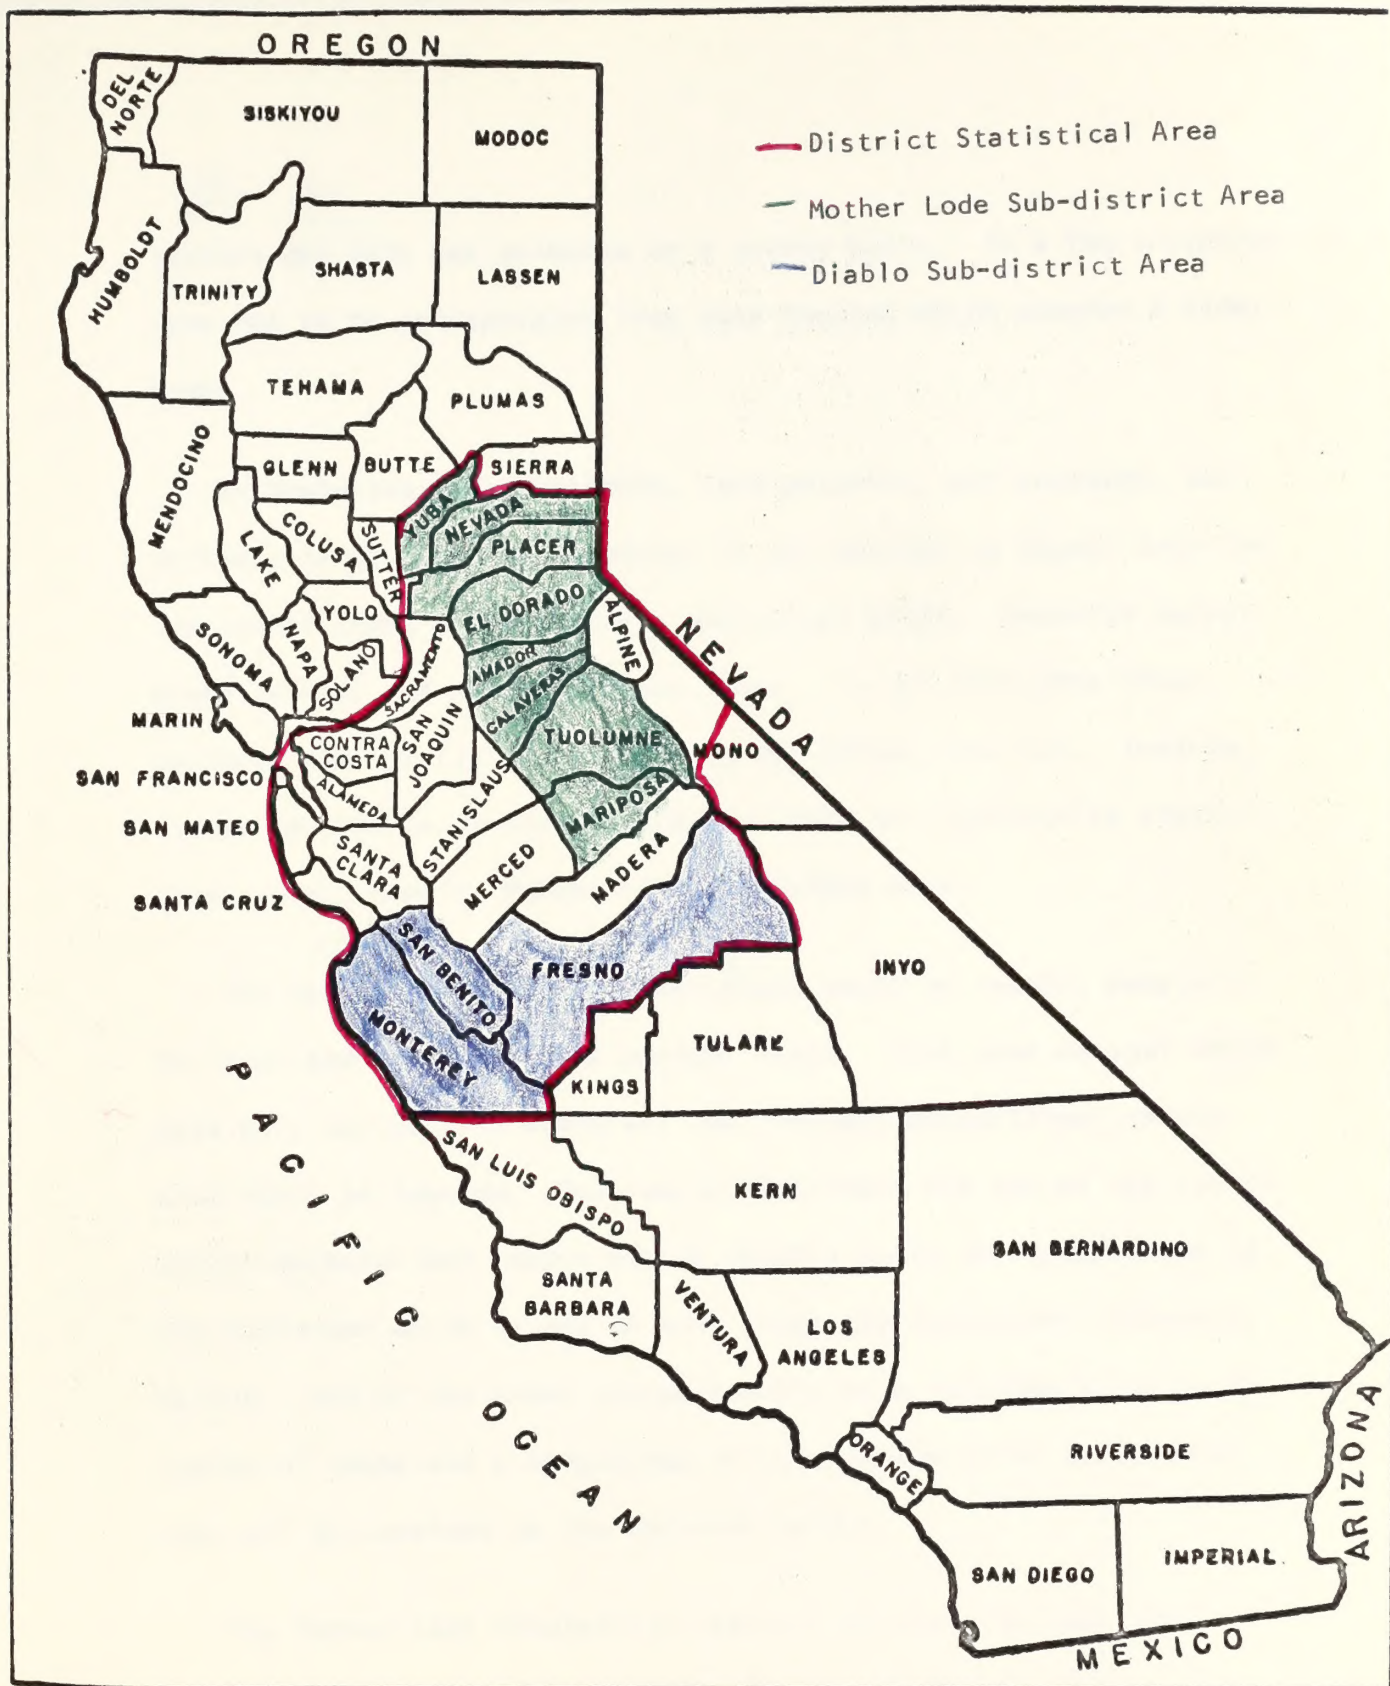 OREGON
DEL
NORTE
SISKIYOU
MODOC
District Statistical Area
Mother Lode Sub-district Area
Diablo Sub-district Area
HUMBOLDT
TRINITY
SHASTA
LASSEN
TEHAMA
PLUMAS
MENDOCINO
GLENN
BUTTE
SIERRA
YUBA
NEVADA
COLUSA
SUTTER
LAKE
PLACER
YOLO
EL DORADO
ALPINE
NEVADA
SONOMA
NAPA
SOLANO
SACRAMENTO
AMADOR
CALAVERAS
MARIN
CONTRA
COSTA
SAN
JOAQUIN
TUOLUMNE
MONO
SAN FRANCISCO
ALAMEDA
STANISLAUS
MARIPOSA
SAN MATEO
SANTA
CLARA
MERCED
MADERA
SANTA CRUZ
SAN BENITO
FRESNO
INYO
MONTEREY
TULARE
KINGS
PACIFIC OCEAN
SAN LUIS OBISPO
KERN
SAN BERNARDINO
SANTA
BARBARA
VENTURA
LOS
ANGELES
ORANGE
RIVERSIDE
ARIZONA
SAN DIEGO
IMPERIAL
MEXICO